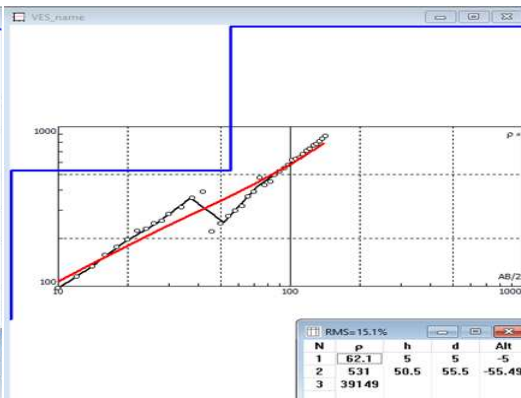 VES_name
1000
ρ =
100
10
100
1000
AB/2
RMS=15.1%
N ρ h d Alt
1 62.1 5 5 -5
2 531 50.5 55.5 -55.49
3 39149